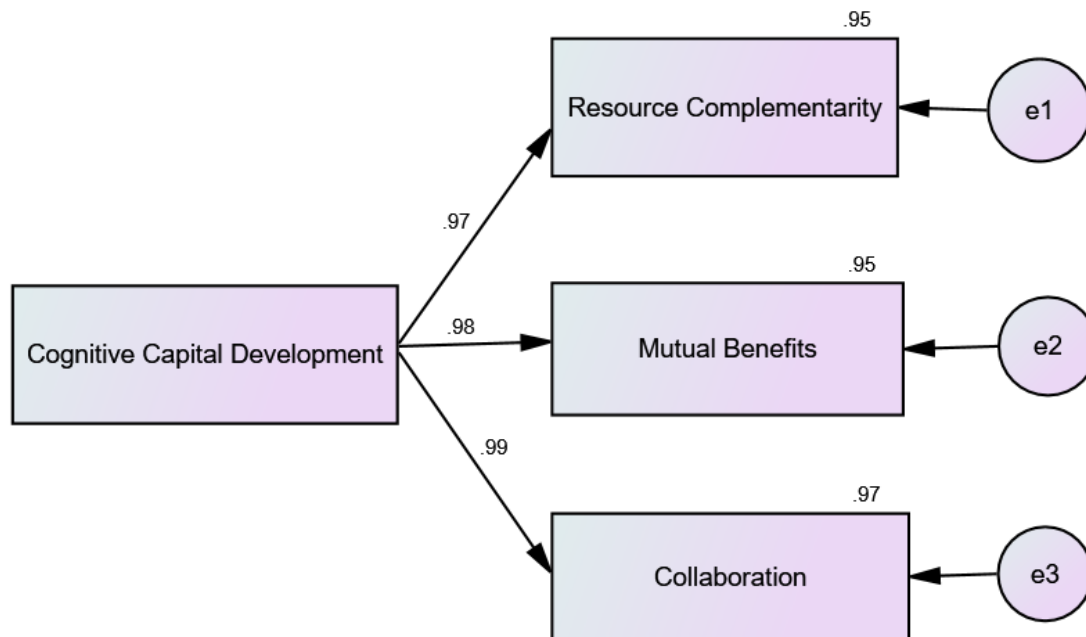 .95
Resource Complementarity
e1
.97
.95
Cognitive Capital Development
.98
Mutual Benefits
e2
.99
.97
Collaboration
e3